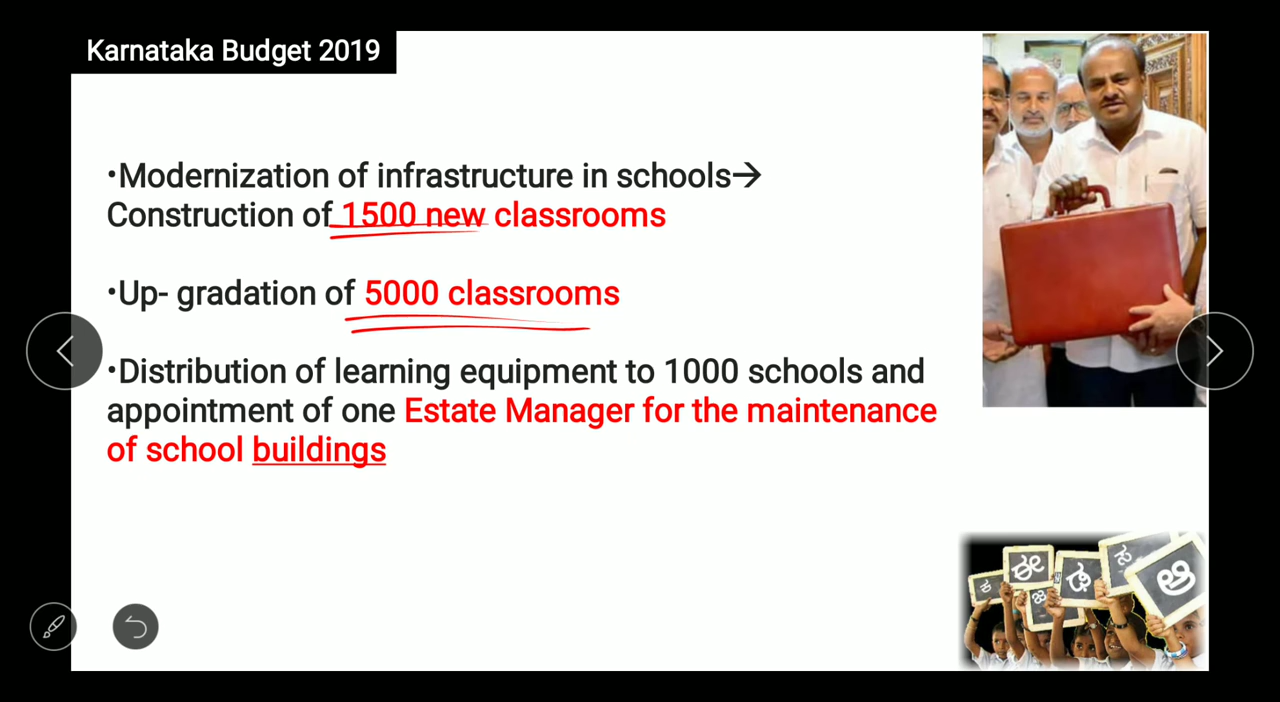 Karnataka Budget 2019
•Modernization of infrastructure in schools→
Construction of 1500 new classrooms
•Up- gradation of 5000 classrooms
•Distribution of learning equipment to 1000 schools and
appointment of one Estate Manager for the maintenance
of school buildings
ಕ
ಠೀ
ಜ
ಢ
ಸ
ಅ